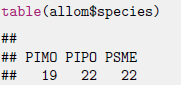 table(allom$species)
##
## PIMO PIPO PSME
##   19   22   22